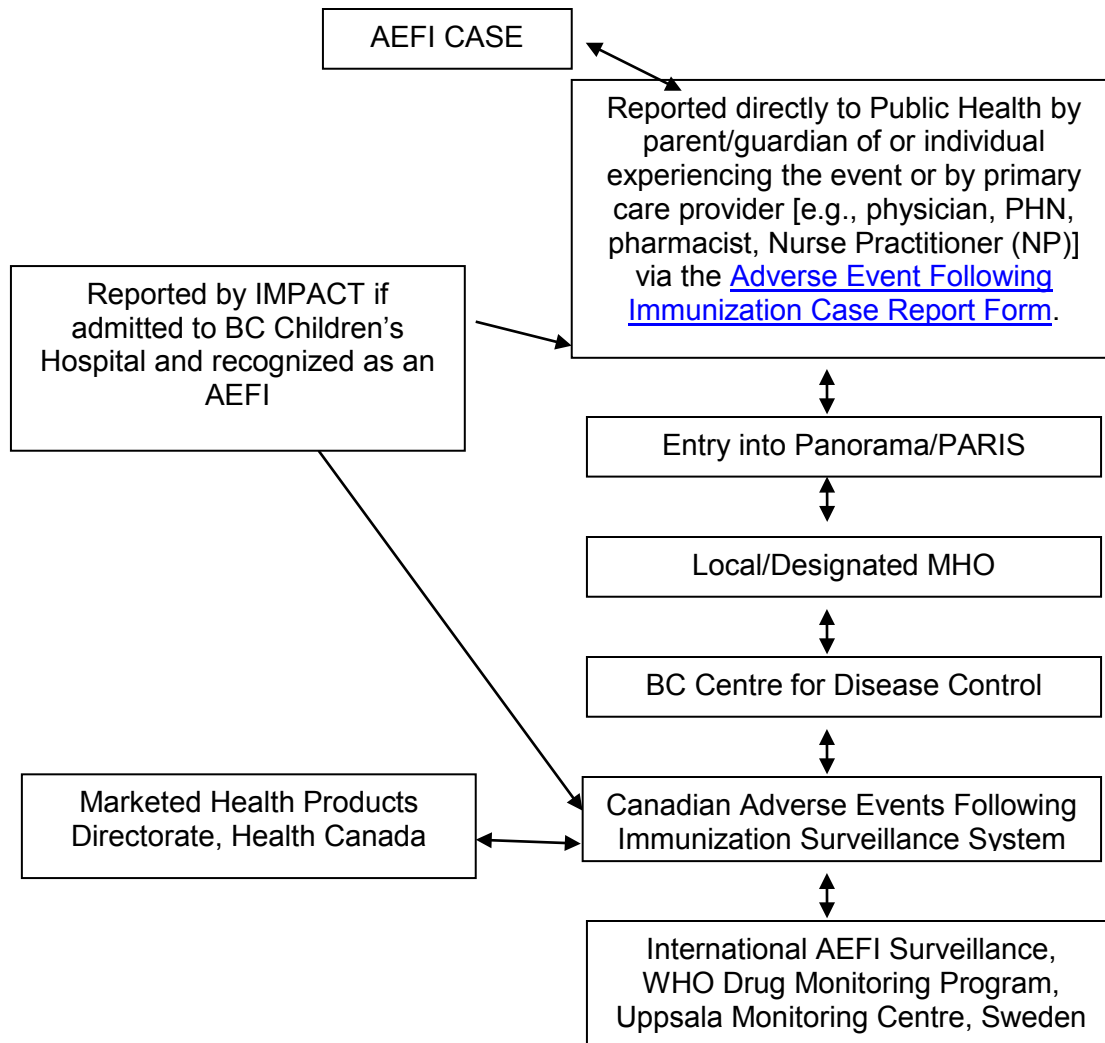 AEFI CASE
Reported directly to Public Health by
parent/guardian of or individual
experiencing the event or by primary
care provider [e.g., physician, PHN,
pharmacist, Nurse Practitioner (NP)]
via the Adverse Event Following
Immunization Case Report Form.
Reported by IMPACT if
admitted to BC Children’s
Hospital and recognized as an
AEFI
Entry into Panorama/PARIS
Local/Designated MHO
BC Centre for Disease Control
Marketed Health Products
Directorate, Health Canada
Canadian Adverse Events Following
Immunization Surveillance System
International AEFI Surveillance,
WHO Drug Monitoring Program,
Uppsala Monitoring Centre, Sweden